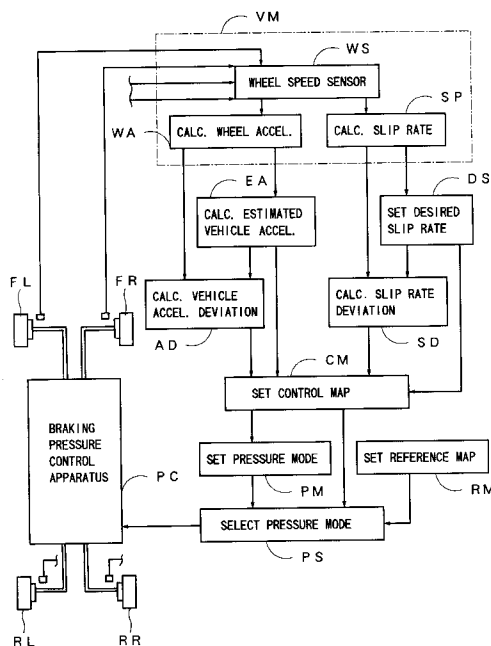 VM
WS
WHEEL SPEED SENSOR
SP
WA
CALC. WHEEL ACCEL.
CALC. SLIP RATE
EA
DS
CALC. ESTIMATED
VEHICLE ACCEL.
SET DESIRED
SLIP RATE
FL
FR
CALC. VEHICLE
ACCEL. DEVIATION
CALC. SLIP RATE
DEVIATION
AD
SD
CM
SET CONTROL MAP
BRAKING
PRESSURE
CONTROL
APPARATUS
PC
SET PRESSURE MODE
SET REFERENCE MAP
PM
RM
SELECT PRESSURE MODE
PS
RL
RR